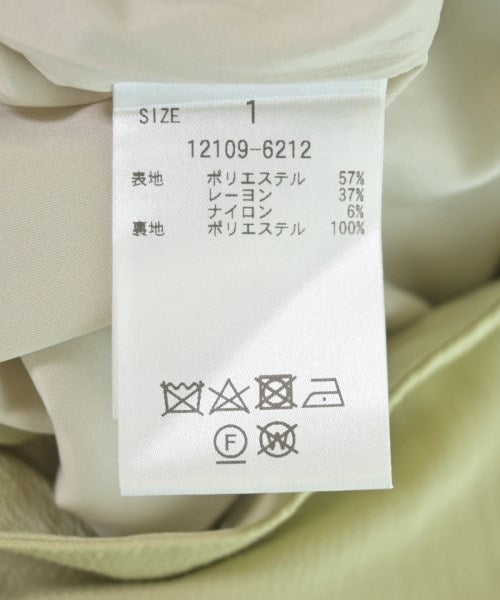 SIZE 1
12109-6212
表地 ポリエステル 57%
レーヨン 37%
ナイロン 6%
裏地 ポリエステル 100%
F W